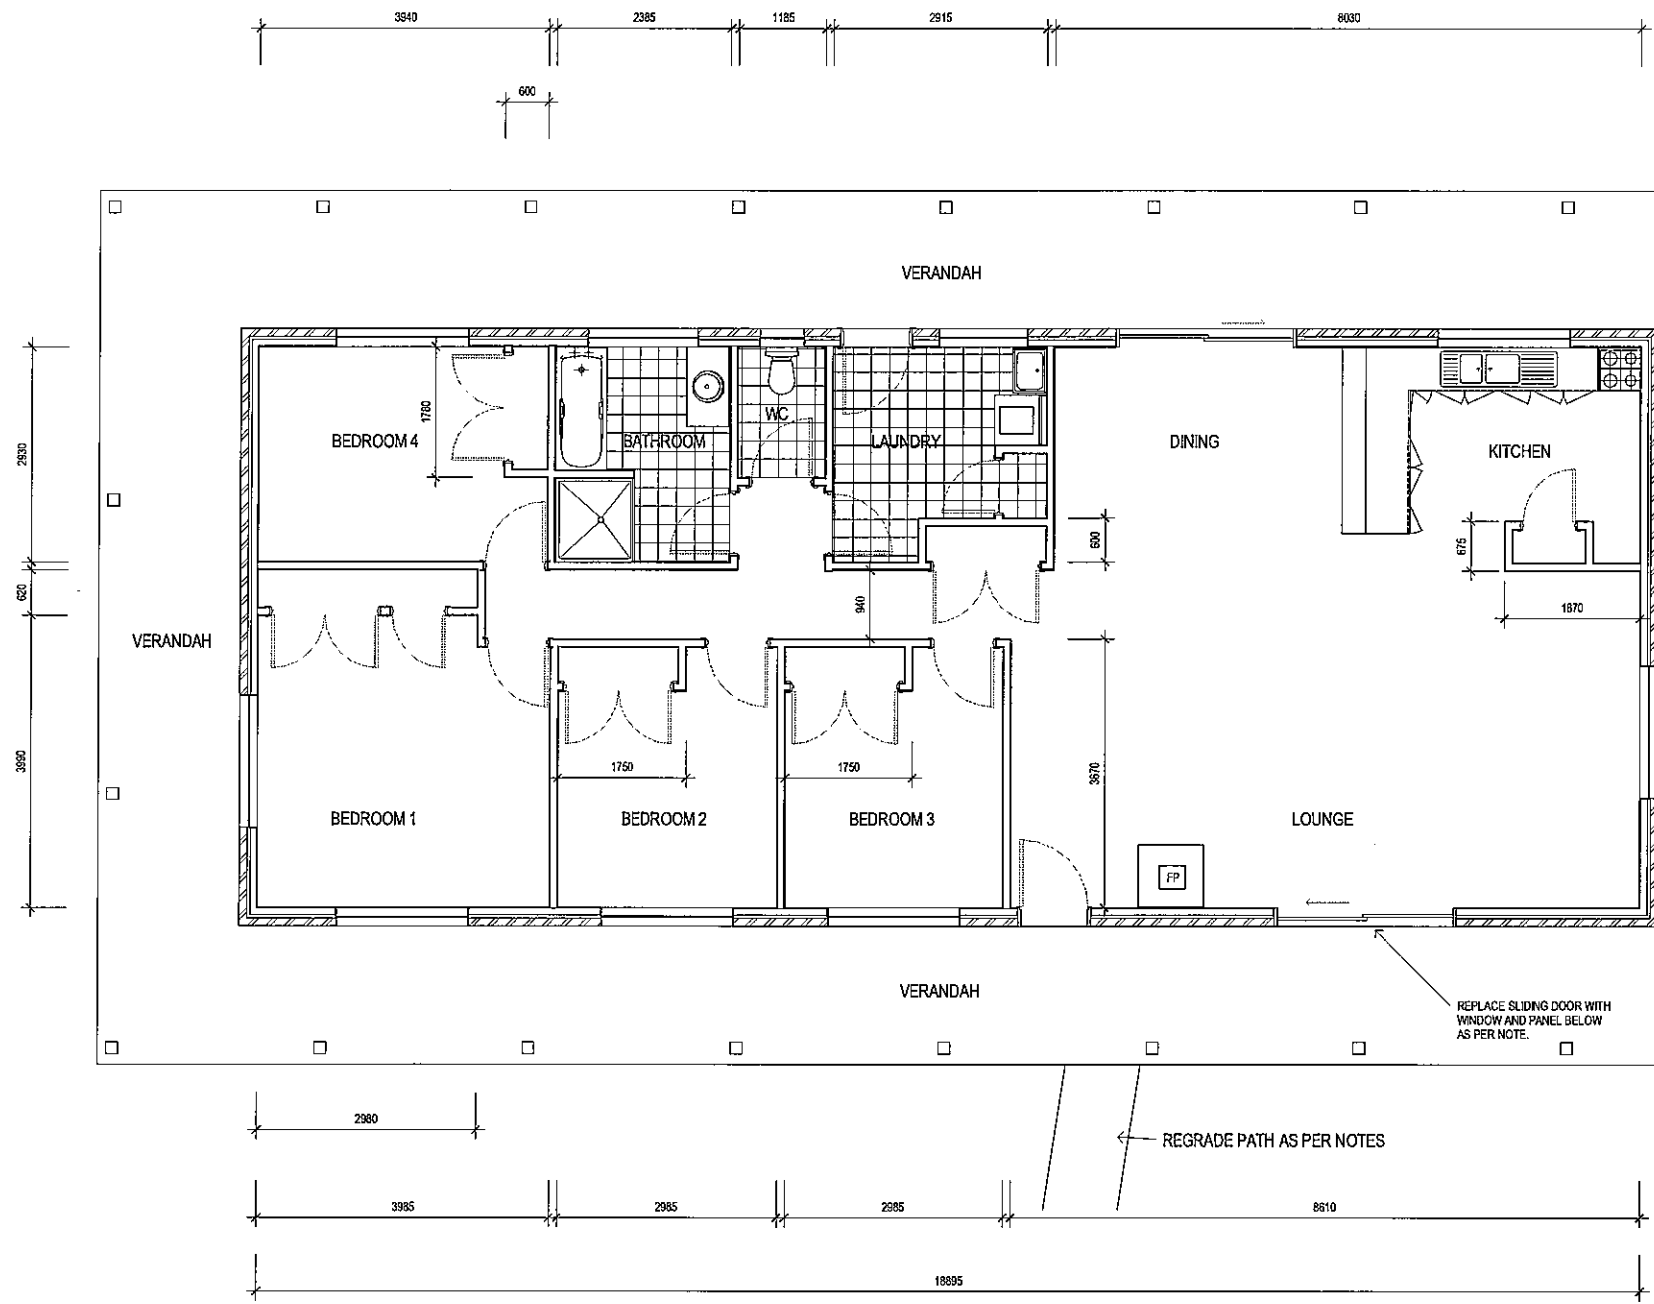 3940
2385
1185
2915
8030
600
VERANDAH
2930
1780
BEDROOM 4
BATHROOM
WC
LAUNDRY
DINING
KITCHEN
675
600
620
940
1870
VERANDAH
3990
1750
1750
3670
BEDROOM 1
BEDROOM 2
BEDROOM 3
LOUNGE
FP
VERANDAH
REPLACE SLIDING DOOR WITH
WINDOW AND PANEL BELOW
AS PER NOTE.
2980
REGRADE PATH AS PER NOTES
3985
2985
2985
8610
18895